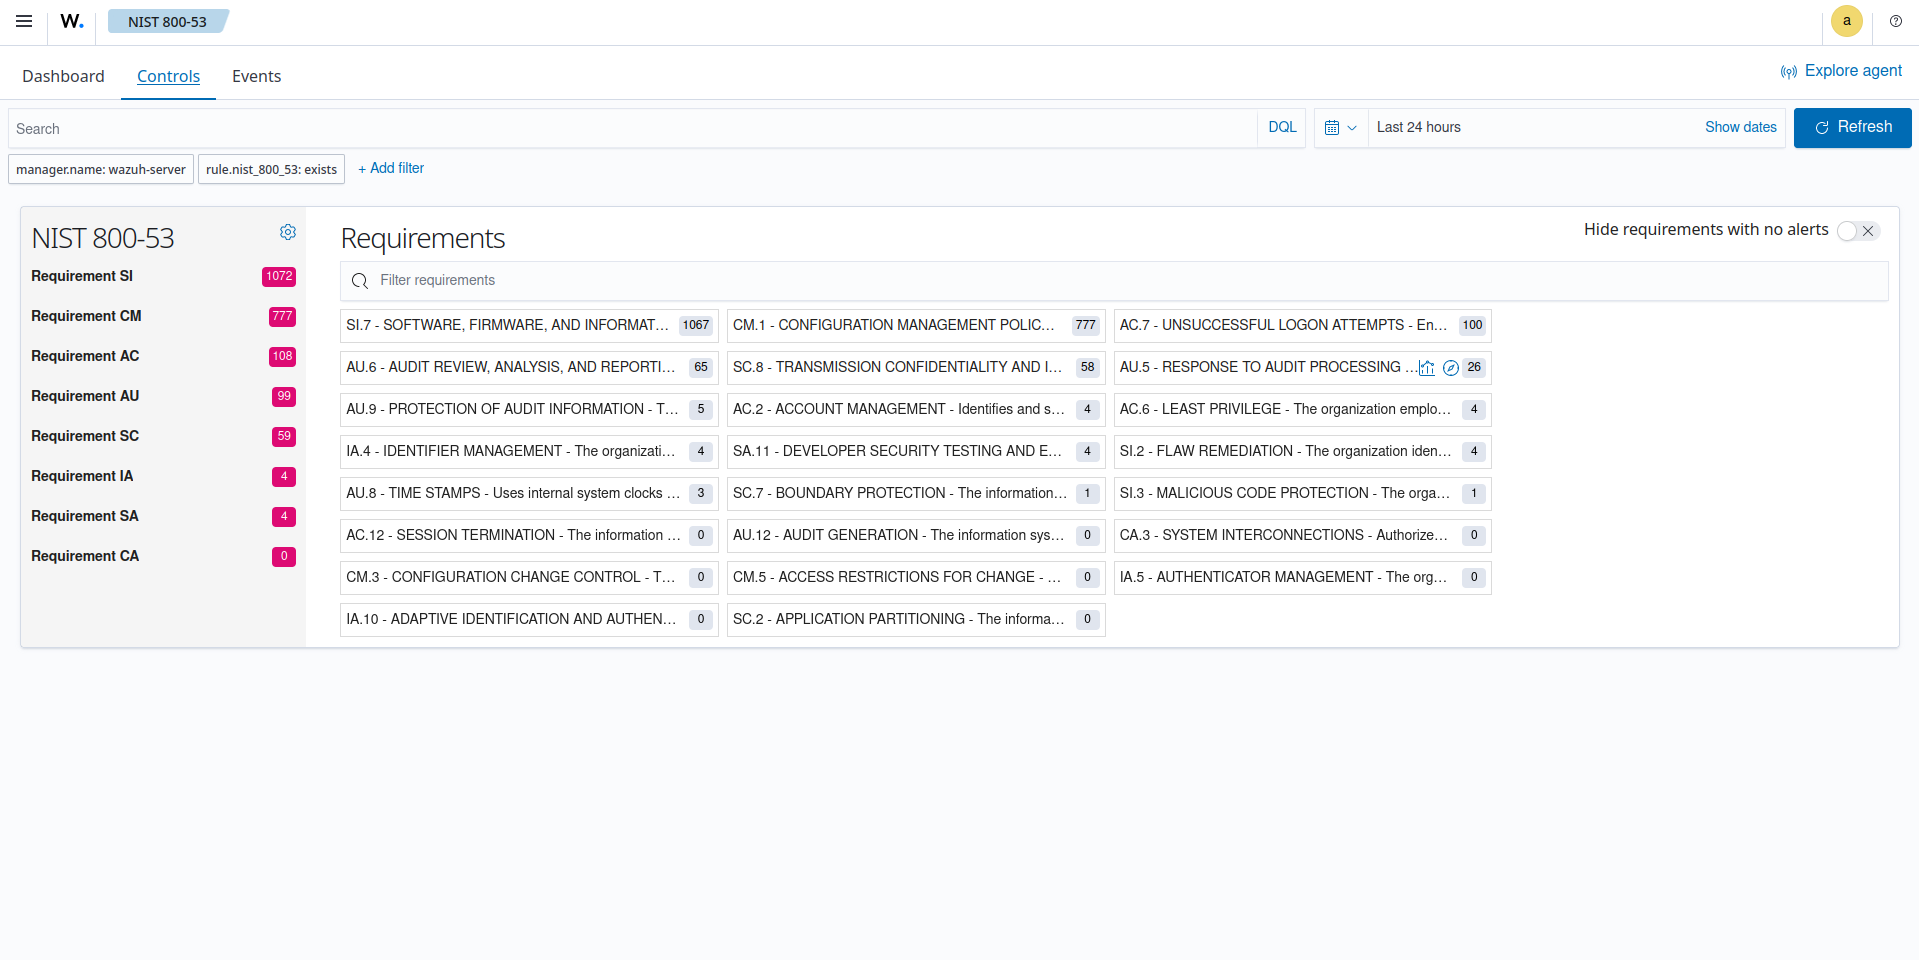 W.
NIST 800-53
a
Dashboard
Controls
Events
Explore agent
Search
DQL
Last 24 hours
Show dates
Refresh
manager.name: wazuh-server
rule.nist_800_53: exists
+ Add filter
NIST 800-53
Requirement SI 1072
Requirement CM 777
Requirement AC 108
Requirement AU 99
Requirement SC 59
Requirement IA 4
Requirement SA 4
Requirement CA 0
Requirements
Hide requirements with no alerts
Filter requirements
SI.7 - SOFTWARE, FIRMWARE, AND INFORMAT... 1067
CM.1 - CONFIGURATION MANAGEMENT POLIC... 777
AC.7 - UNSUCCESSFUL LOGON ATTEMPTS - En... 100
AU.6 - AUDIT REVIEW, ANALYSIS, AND REPORTI... 65
SC.8 - TRANSMISSION CONFIDENTIALITY AND I... 58
AU.5 - RESPONSE TO AUDIT PROCESSING ... 26
AU.9 - PROTECTION OF AUDIT INFORMATION - T... 5
AC.2 - ACCOUNT MANAGEMENT - Identifies and s... 4
AC.6 - LEAST PRIVILEGE - The organization emplo... 4
IA.4 - IDENTIFIER MANAGEMENT - The organizati... 4
SA.11 - DEVELOPER SECURITY TESTING AND E... 4
SI.2 - FLAW REMEDIATION - The organization iden... 4
AU.8 - TIME STAMPS - Uses internal system clocks ... 3
SC.7 - BOUNDARY PROTECTION - The information... 1
SI.3 - MALICIOUS CODE PROTECTION - The orga... 1
AC.12 - SESSION TERMINATION - The information ... 0
AU.12 - AUDIT GENERATION - The information sys... 0
CA.3 - SYSTEM INTERCONNECTIONS - Authorize... 0
CM.3 - CONFIGURATION CHANGE CONTROL - T... 0
CM.5 - ACCESS RESTRICTIONS FOR CHANGE - ... 0
IA.5 - AUTHENTICATOR MANAGEMENT - The org... 0
IA.10 - ADAPTIVE IDENTIFICATION AND AUTHEN... 0
SC.2 - APPLICATION PARTITIONING - The informa... 0